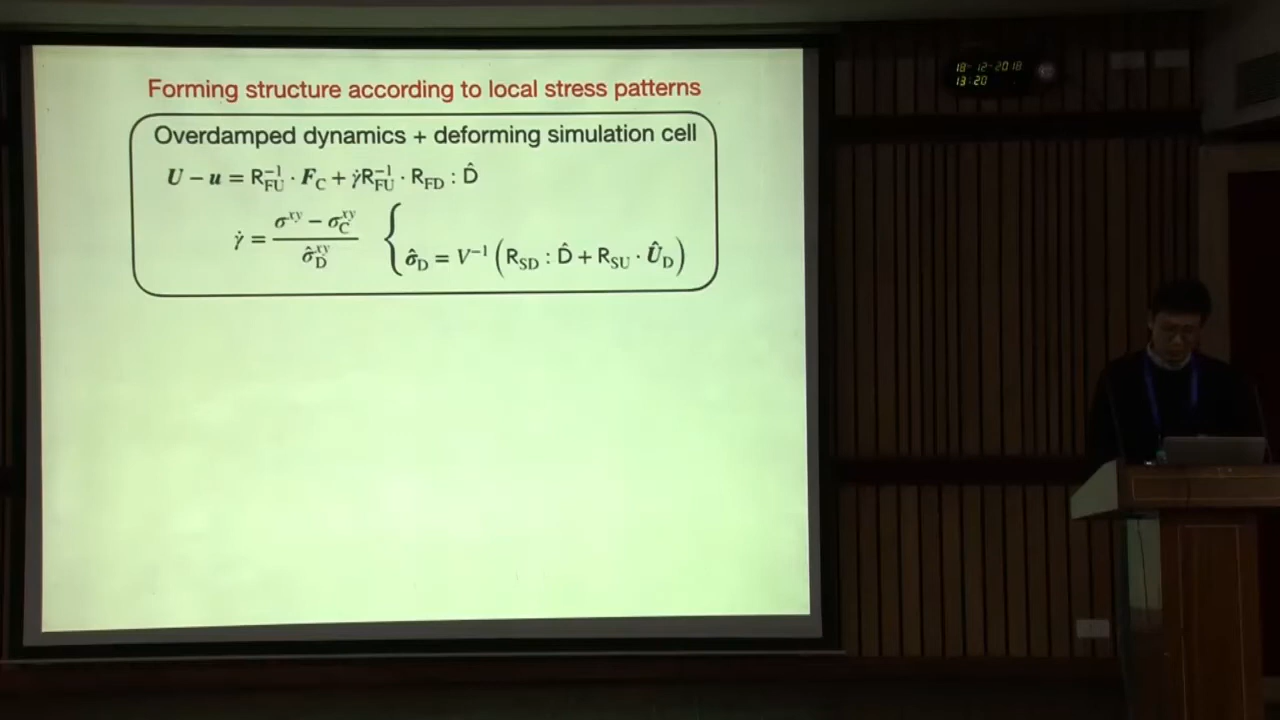 Forming structure according to local stress patterns
Overdamped dynamics + deforming simulation cell
U − u = R_FU^{-1} · F_C + γ̇R_FU^{-1} · R_FD : D̂
γ̇ = (σ^{xy} − σ_C^{xy}) / σ̂_D^{xy} { σ̂_D = V^{-1} (R_SD : D̂ + R_SU · Û_D)
18-12-2018
13:20